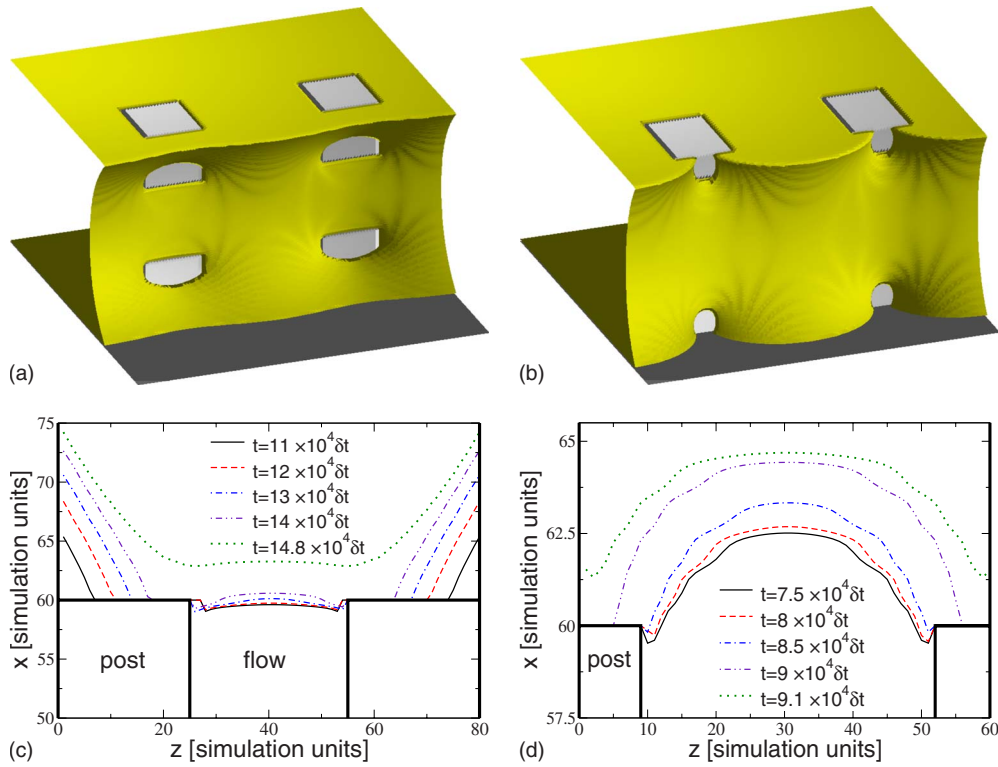 (a)
(b)
75
70
65
60
55
50
x [simulation units]
t=11 ×10⁴δt
t=12 ×10⁴δt
t=13 ×10⁴δt
t=14 ×10⁴δt
t=14.8 ×10⁴δt
post
flow
0
20
40
60
80
z [simulation units]
(c)
65
62.5
60
57.5
x [simulation units]
t=7.5 ×10⁴δt
t=8 ×10⁴δt
t=8.5 ×10⁴δt
t=9 ×10⁴δt
t=9.1 ×10⁴δt
post
0
10
20
30
40
50
60
z [simulation units]
(d)